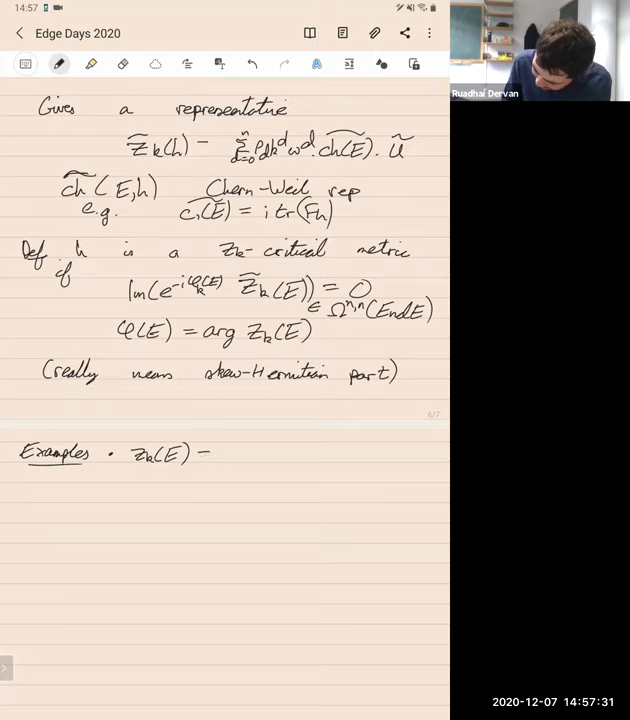 14:57
Edge Days 2020
Ruadhaí Dervan
Gives a representative
z̃ₖ(h) = Σⁿ_{d=0} ρ_d k^d ω^d . c̃h(E) . Ũ
c̃h(E,h) Chern-Weil rep
e.g. c̃₁(E) = i tr(Fₕ)
Def h is a zₖ-critical metric
if
Im(e^{-iφₖ(E)} z̃ₖ(E)) = 0
∈ Ω^{n,n}(End E)
φ(E) = arg zₖ(E)
(really means skew-Hermitian part)
6/7
Examples • zₖ(E) =
2020-12-07 14:57:31